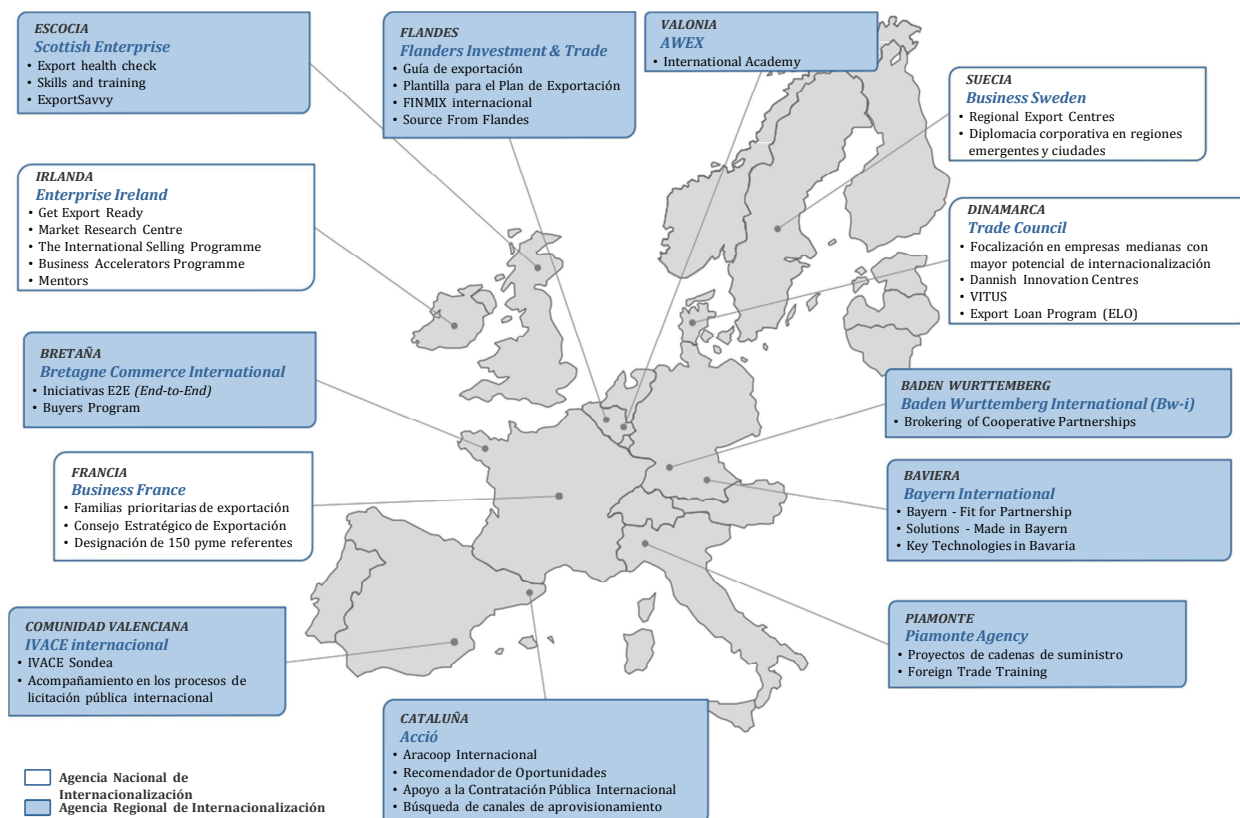 ESCOCIA
Scottish Enterprise
• Export health check
• Skills and training
• ExportSavvy
FLANDES
Flanders Investment & Trade
• Guía de exportación
• Plantilla para el Plan de Exportación
• FINMIX internacional
• Source From Flandes
VALONIA
AWEX
• International Academy
SUECIA
Business Sweden
• Regional Export Centres
• Diplomacia corporativa en regiones
emergentes y ciudades
IRLANDA
Enterprise Ireland
• Get Export Ready
• Market Research Centre
• The International Selling Programme
• Business Accelerators Programme
• Mentors
DINAMARCA
Trade Council
• Focalización en empresas medianas con
mayor potencial de internacionalización
• Dannish Innovation Centres
• VITUS
• Export Loan Program (ELO)
BRETAÑA
Bretagne Commerce International
• Iniciativas E2E (End-to-End)
• Buyers Program
BADEN WURTTEMBERG
Baden Wurttemberg International (Bw-i)
• Brokering of Cooperative Partnerships
FRANCIA
Business France
• Familias prioritarias de exportación
• Consejo Estratégico de Exportación
• Designación de 150 pyme referentes
BAVIERA
Bayern International
• Bayern - Fit for Partnership
• Solutions - Made in Bayern
• Key Technologies in Bavaria
COMUNIDAD VALENCIANA
IVACE internacional
• IVACE Sondea
• Acompañamiento en los procesos de
licitación pública internacional
PIAMONTE
Piamonte Agency
• Proyectos de cadenas de suministro
• Foreign Trade Training
CATALUÑA
Acció
• Aracoop Internacional
• Recomendador de Oportunidades
• Apoyo a la Contratación Pública Internacional
• Búsqueda de canales de aprovisionamiento
Agencia Nacional de
Internacionalización
Agencia Regional de Internacionalización